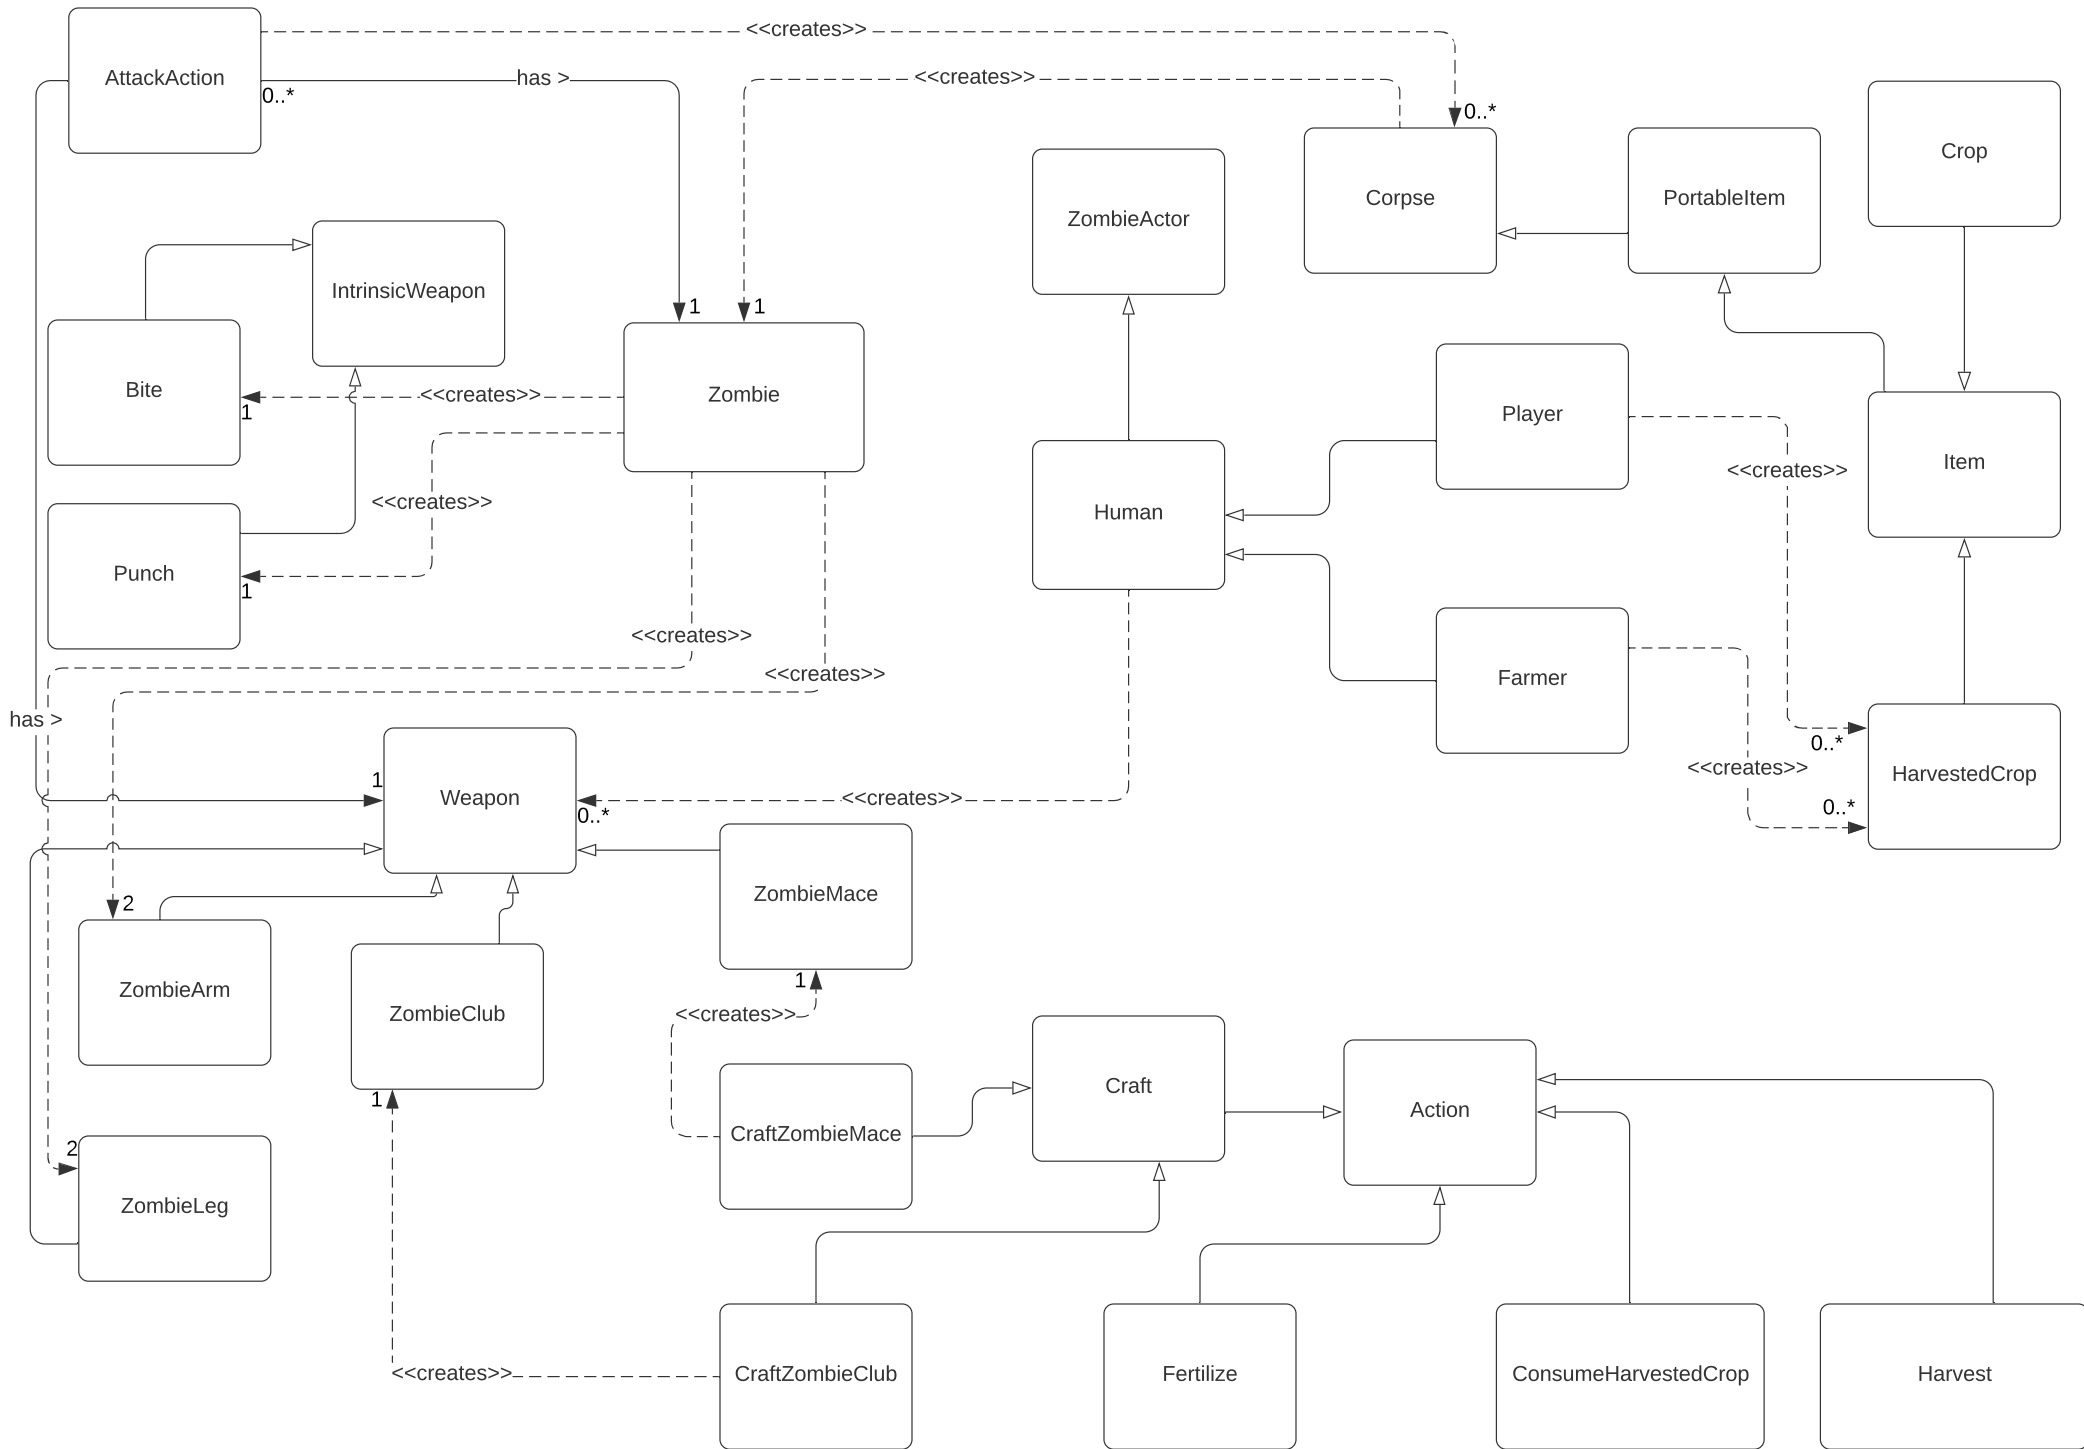 <<creates>>
AttackAction
has >
<<creates>>
0..*
0..*
Crop
Corpse
PortableItem
ZombieActor
IntrinsicWeapon
1
1
Bite
<<creates>>
1
Zombie
Player
<<creates>>
Item
<<creates>>
Human
Punch
1
<<creates>>
<<creates>>
Farmer
has >
0..*
<<creates>>
HarvestedCrop
1
Weapon
<<creates>>
0..*
0..*
ZombieMace
2
ZombieArm
ZombieClub
1
<<creates>>
Craft
1
Action
CraftZombieMace
2
ZombieLeg
<<creates>>
CraftZombieClub
Fertilize
ConsumeHarvestedCrop
Harvest